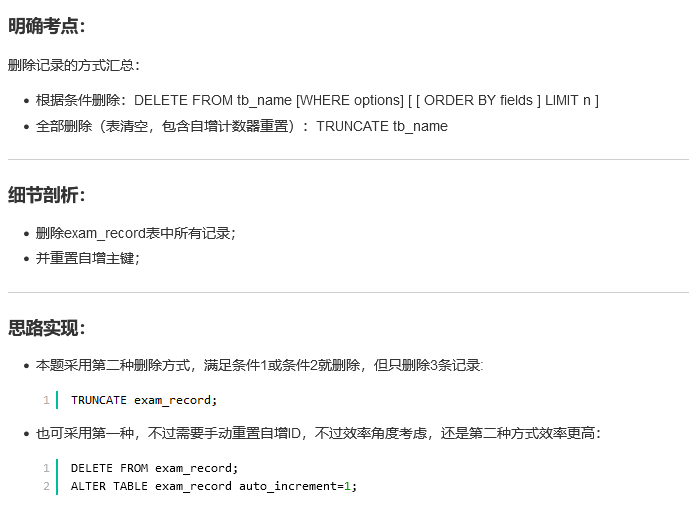 明确考点：
删除记录的方式汇总：
根据条件删除：DELETE FROM tb_name [WHERE options] [ [ ORDER BY fields ] LIMIT n ]
全部删除（表清空，包含自增计数器重置）：TRUNCATE tb_name
细节剖析：
删除exam_record表中所有记录；
并重置自增主键；
思路实现：
本题采用第二种删除方式，满足条件1或条件2就删除，但只删除3条记录:
1 TRUNCATE exam_record;
也可采用第一种，不过需要手动重置自增ID，不过效率角度考虑，还是第二种方式效率更高：
1 DELETE FROM exam_record;
2 ALTER TABLE exam_record auto_increment=1;